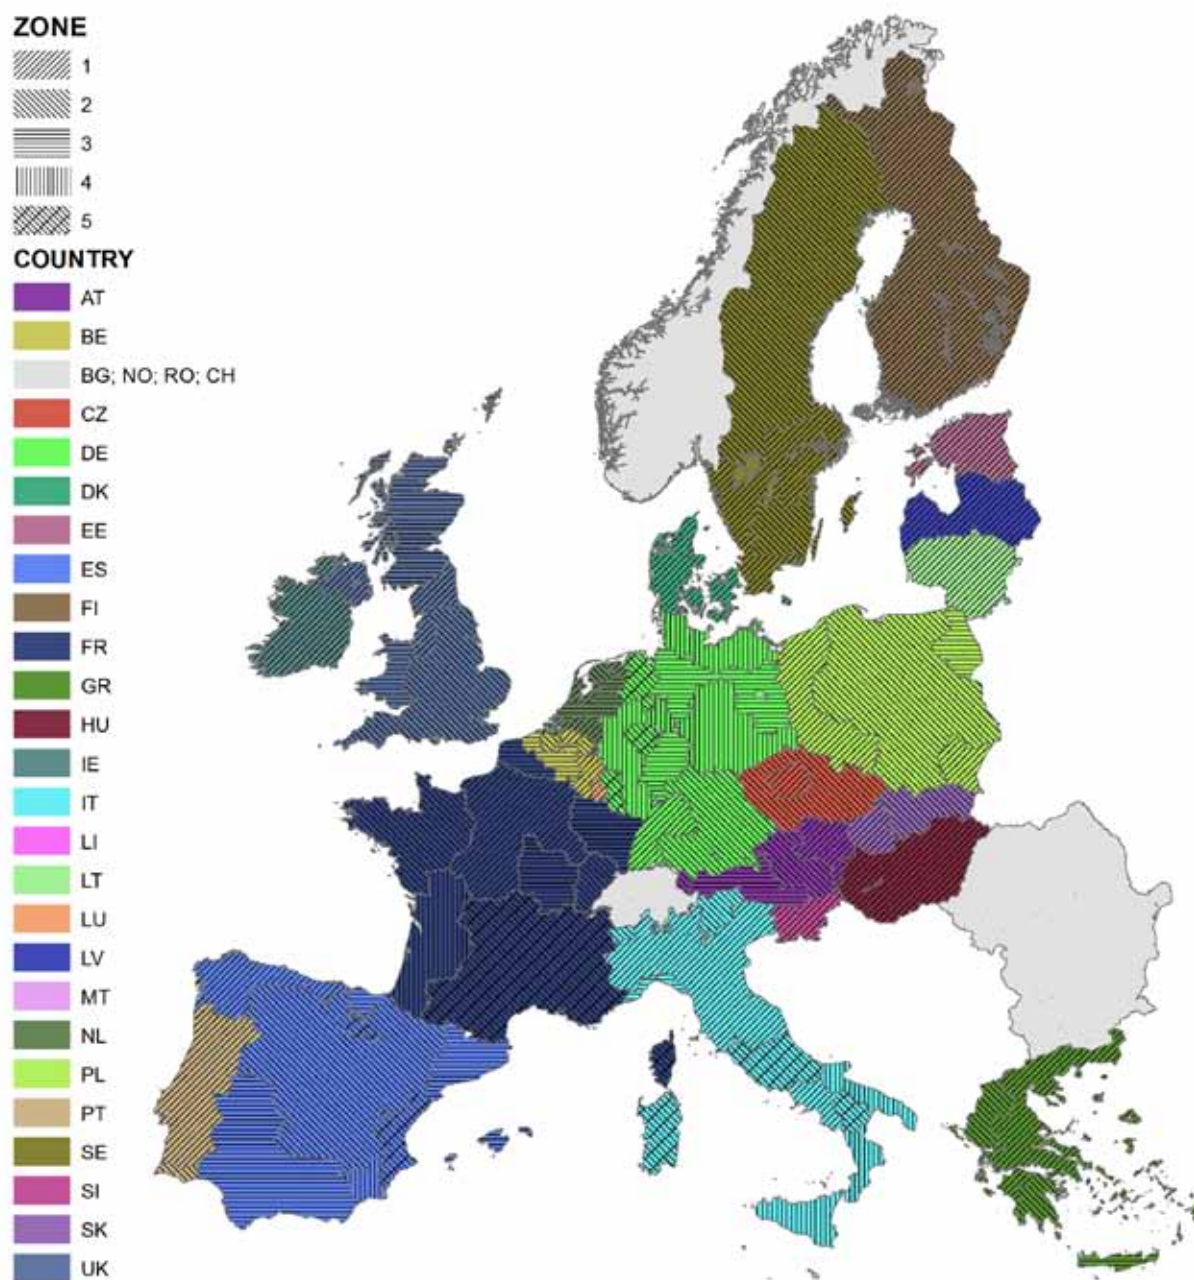 ZONE
1
2
3
4
5
COUNTRY
AT
BE
BG; NO; RO; CH
CZ
DE
DK
EE
ES
FI
FR
GR
HU
IE
IT
LI
LT
LU
LV
MT
NL
PL
PT
SE
SI
SK
UK